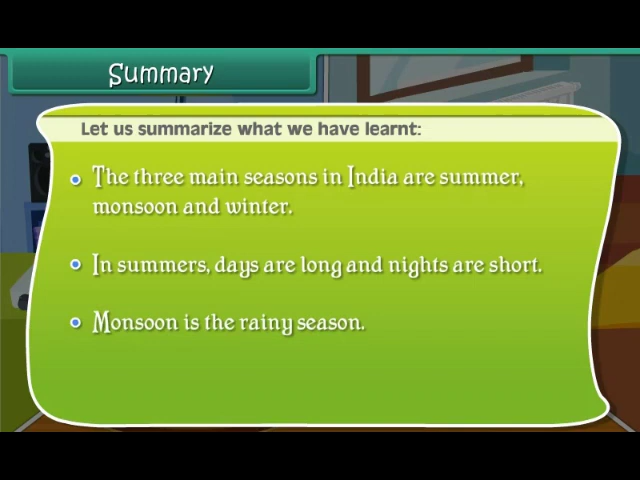 Summary
Let us summarize what we have learnt:
The three main seasons in India are summer,
monsoon and winter.
In summers, days are long and nights are short.
Monsoon is the rainy season.